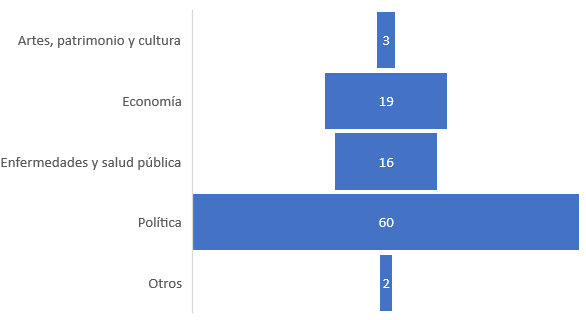 Artes, patrimonio y cultura 3
Economía 19
Enfermedades y salud pública 16
Política 60
Otros 2